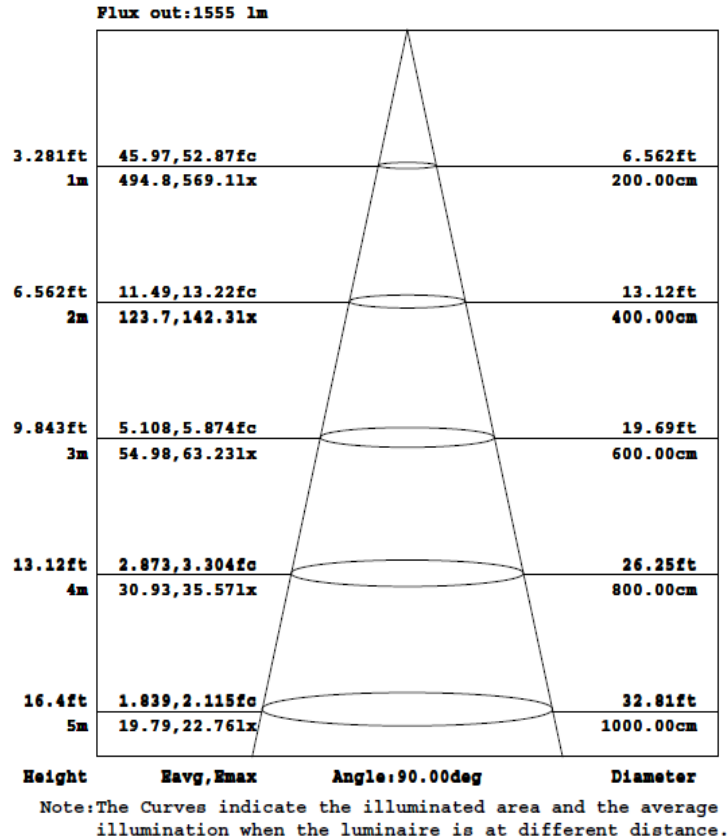 Flux out:1555 lm
3.281ft 45.97,52.87fc 6.562ft
1m 494.8,569.1lx 200.00cm
6.562ft 11.49,13.22fc 13.12ft
2m 123.7,142.3lx 400.00cm
9.843ft 5.108,5.874fc 19.69ft
3m 54.98,63.23lx 600.00cm
13.12ft 2.873,3.304fc 26.25ft
4m 30.93,35.57lx 800.00cm
16.4ft 1.839,2.115fc 32.81ft
5m 19.79,22.76lx 1000.00cm
Height Eavg,Emax Angle:90.00deg Diameter
Note:The Curves indicate the illuminated area and the average
illumination when the luminaire is at different distance.